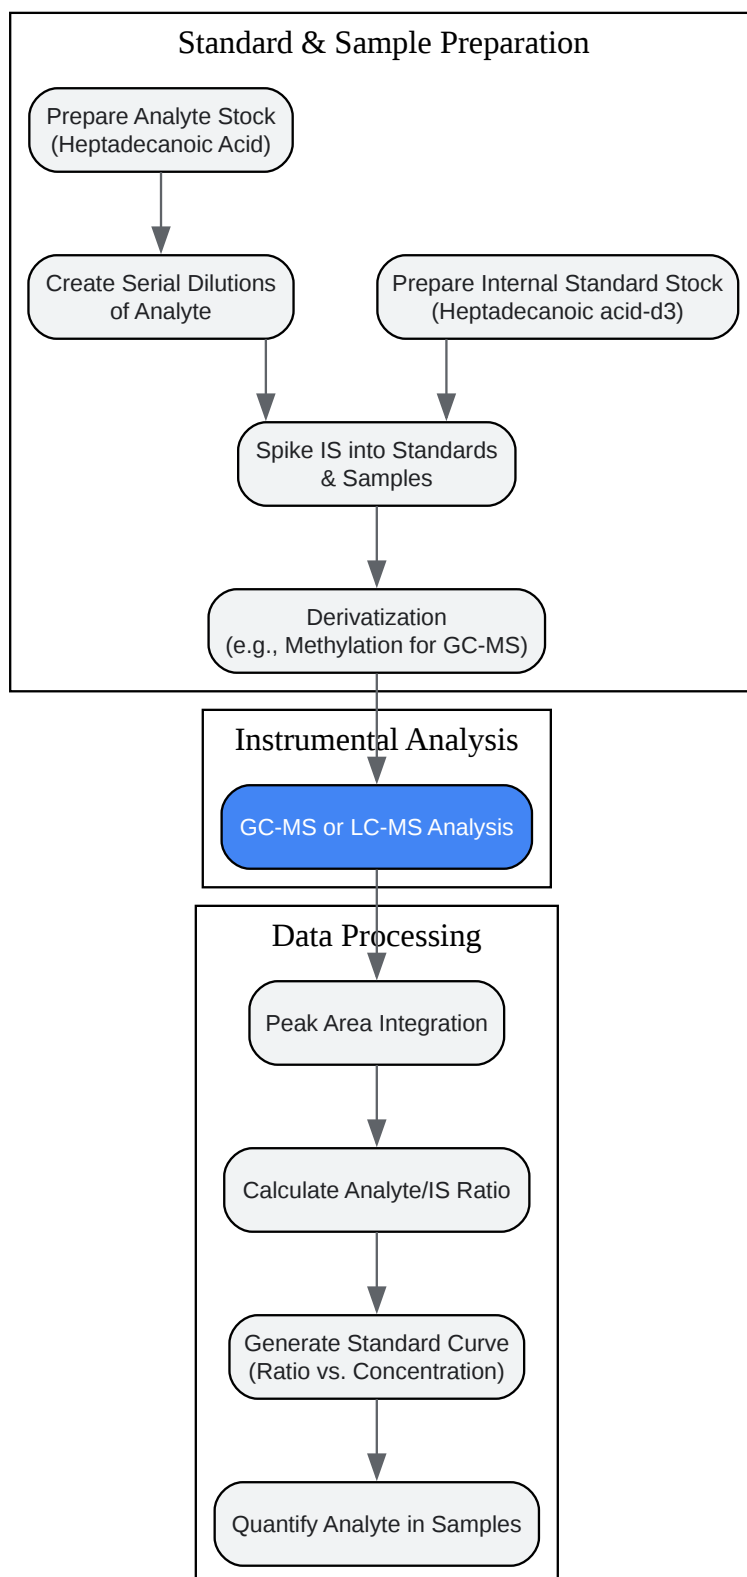 Standard & Sample Preparation
Prepare Analyte Stock
(Heptadecanoic Acid)
Create Serial Dilutions
of Analyte
Prepare Internal Standard Stock
(Heptadecanoic acid-d3)
Spike IS into Standards
& Samples
Derivatization
(e.g., Methylation for GC-MS)
Instrumental Analysis
GC-MS or LC-MS Analysis
Data Processing
Peak Area Integration
Calculate Analyte/IS Ratio
Generate Standard Curve
(Ratio vs. Concentration)
Quantify Analyte in Samples